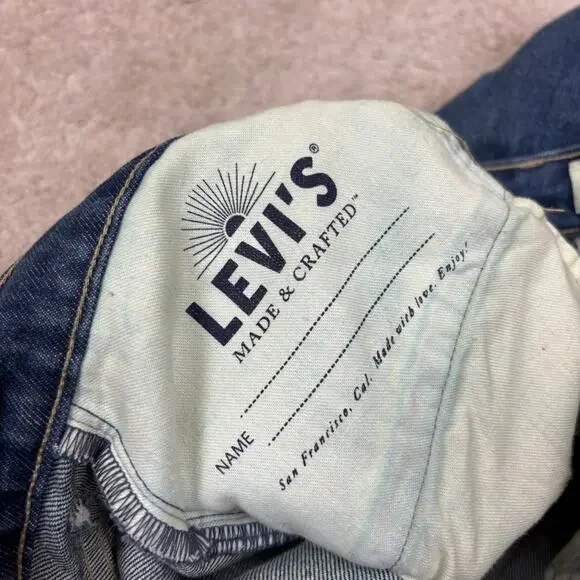 LEVI'S®
MADE & CRAFTED™
NAME
San Francisco, Cal. Made with love. Enjoy!